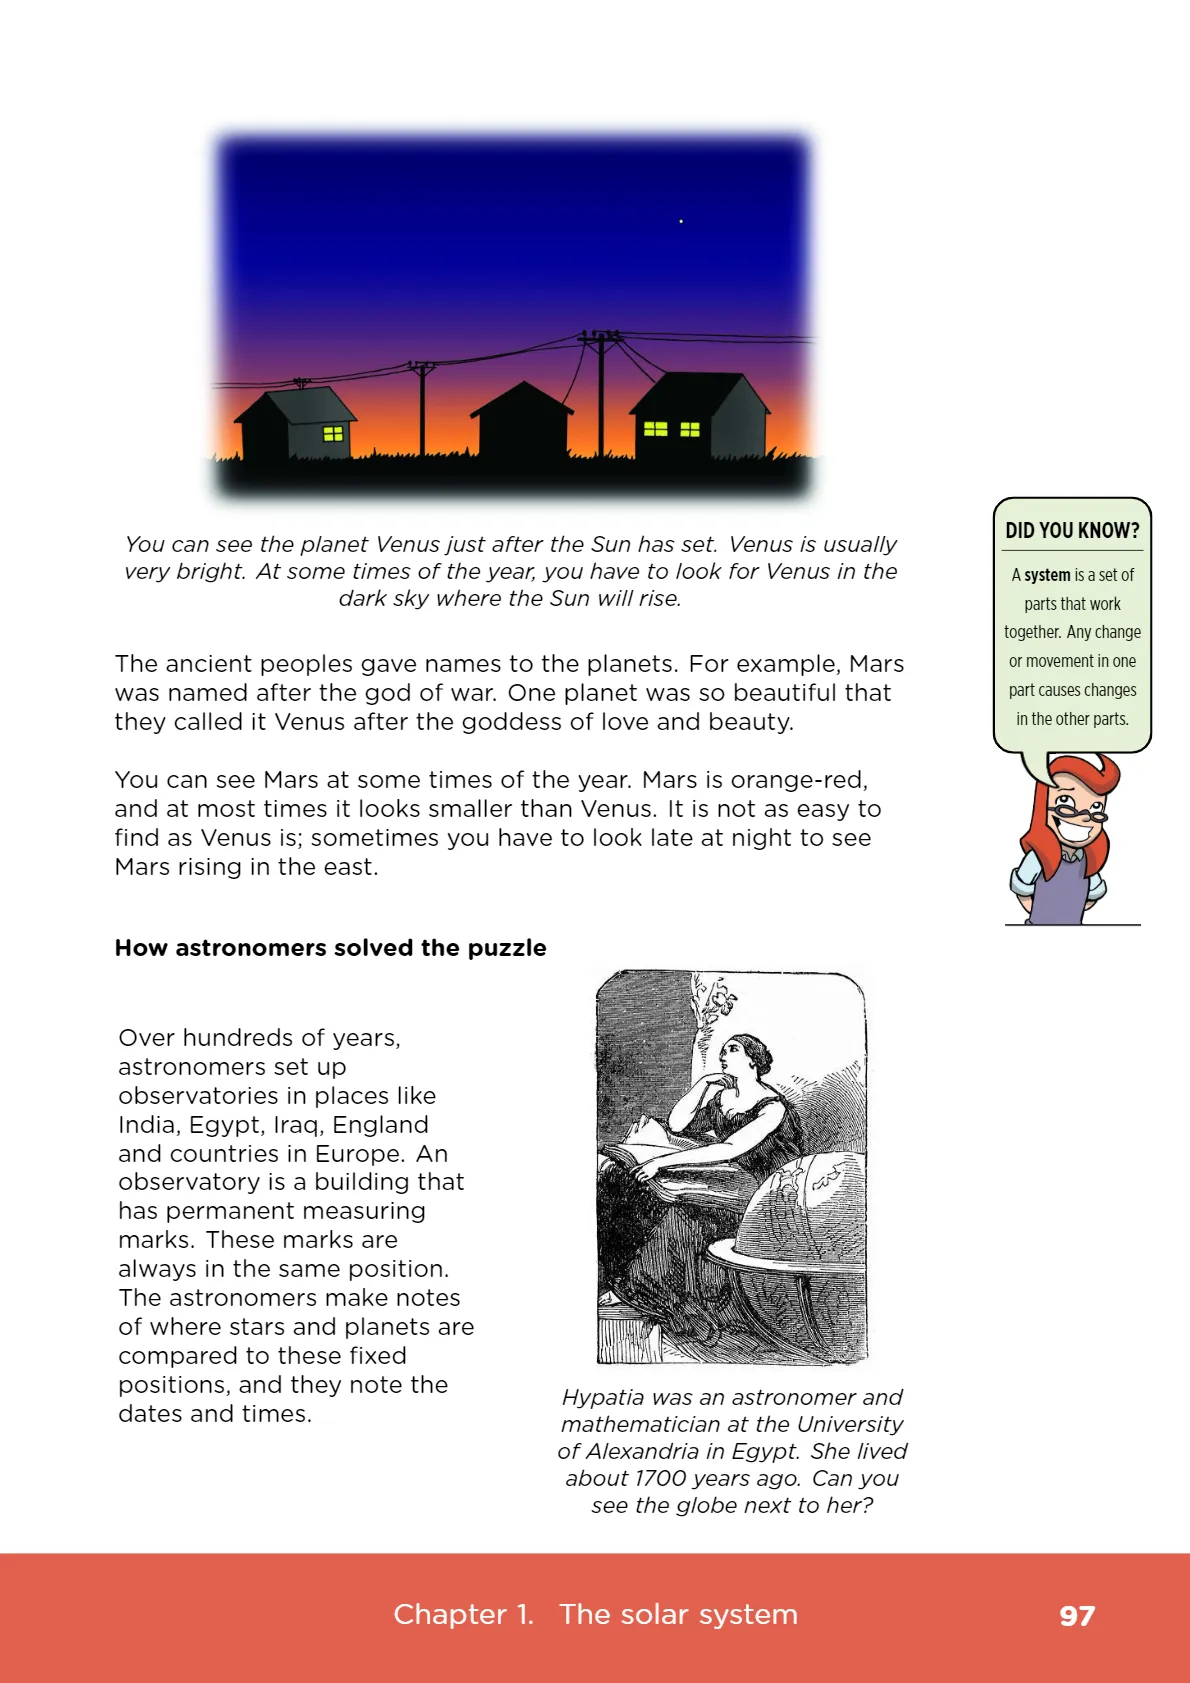 You can see the planet Venus just after the Sun has set. Venus is usually
very bright. At some times of the year, you have to look for Venus in the
dark sky where the Sun will rise.
DID YOU KNOW?
A system is a set of
parts that work
together. Any change
or movement in one
part causes changes
in the other parts.
The ancient peoples gave names to the planets. For example, Mars
was named after the god of war. One planet was so beautiful that
they called it Venus after the goddess of love and beauty.
You can see Mars at some times of the year. Mars is orange-red,
and at most times it looks smaller than Venus. It is not as easy to
find as Venus is; sometimes you have to look late at night to see
Mars rising in the east.
How astronomers solved the puzzle
Over hundreds of years,
astronomers set up
observatories in places like
India, Egypt, Iraq, England
and countries in Europe. An
observatory is a building that
has permanent measuring
marks. These marks are
always in the same position.
The astronomers make notes
of where stars and planets are
compared to these fixed
positions, and they note the
dates and times.
Hypatia was an astronomer and
mathematician at the University
of Alexandria in Egypt. She lived
about 1700 years ago. Can you
see the globe next to her?
Chapter 1. The solar system
97